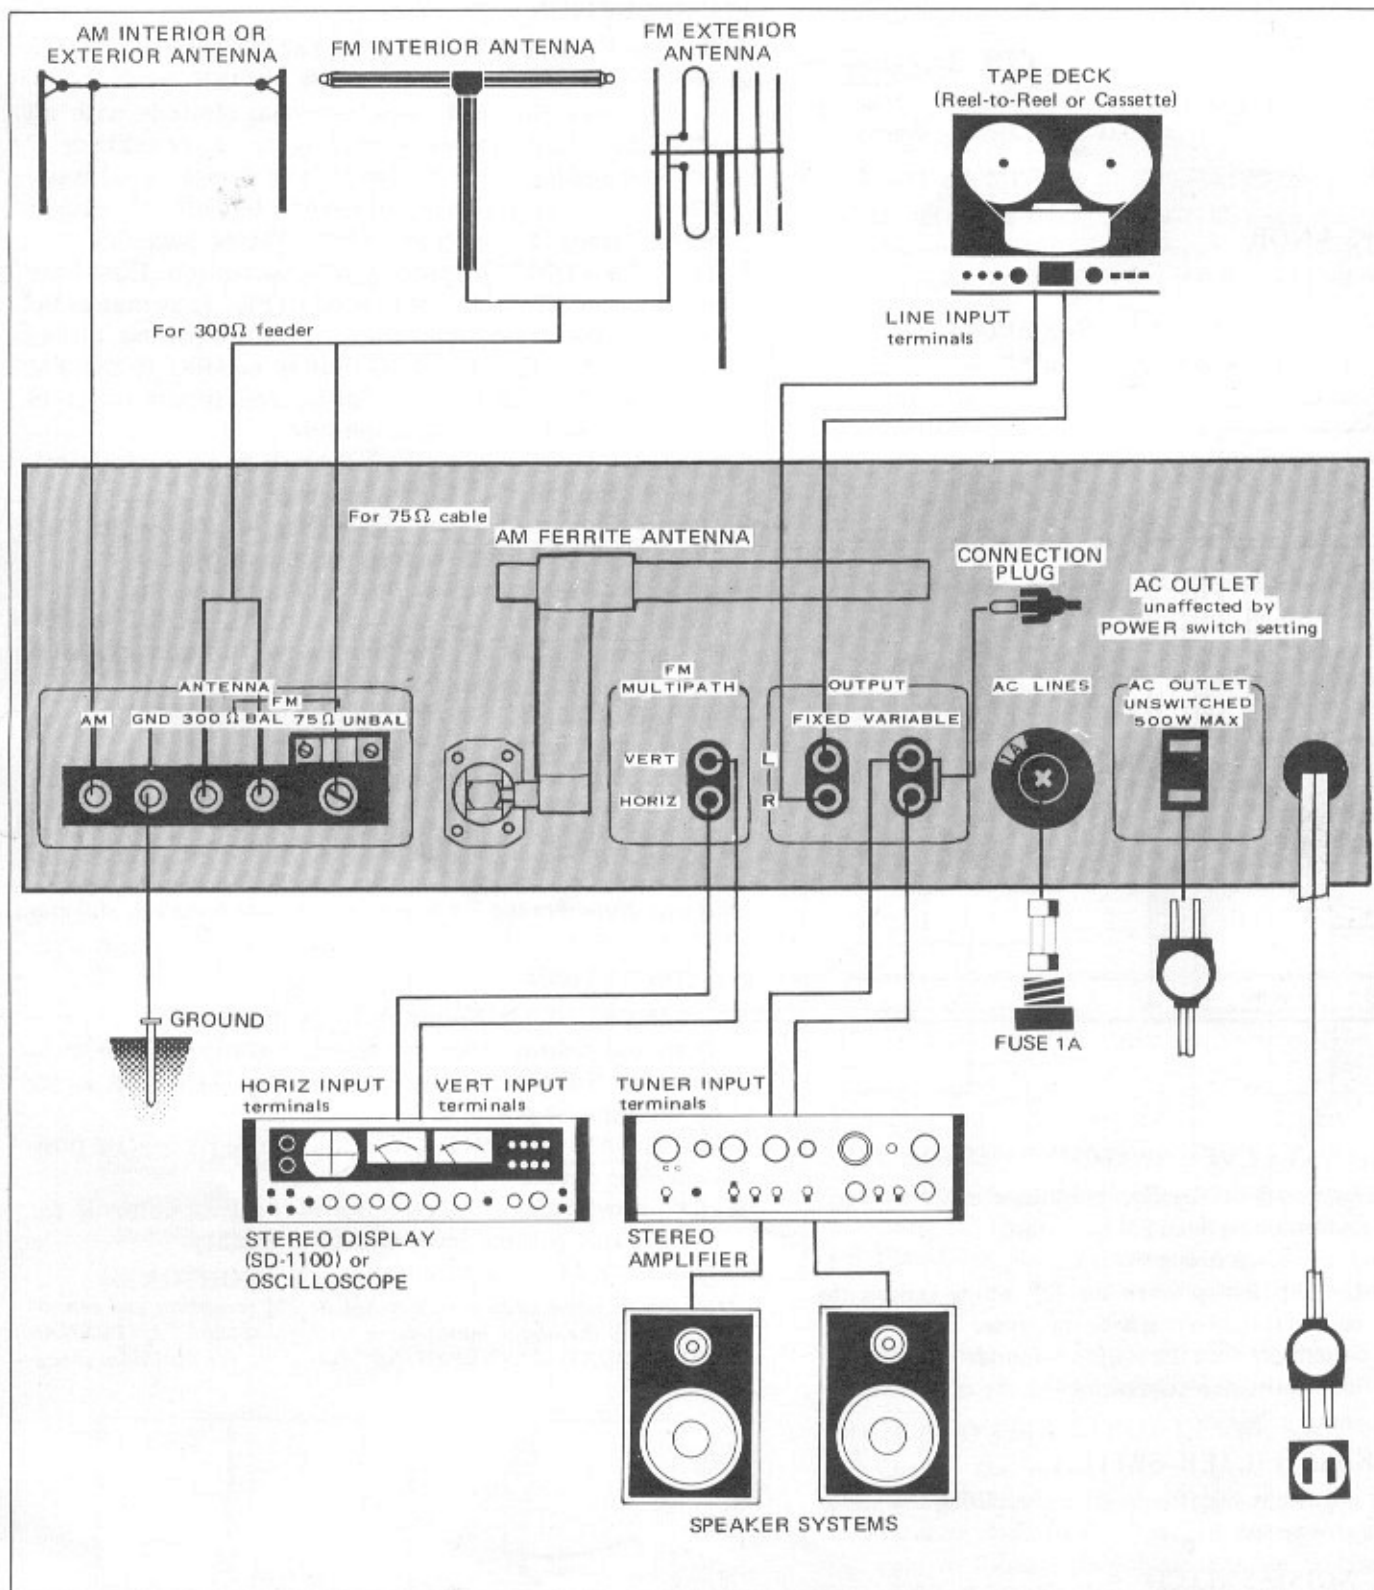 AM INTERIOR OR
EXTERIOR ANTENNA
FM INTERIOR ANTENNA
FM EXTERIOR
ANTENNA
TAPE DECK
(Reel-to-Reel or Cassette)
For 300Ω feeder
LINE INPUT
terminals
For 75Ω cable
AM FERRITE ANTENNA
CONNECTION
PLUG
AC OUTLET
unaffected by
POWER switch setting
ANTENNA
FM
AM GND 300Ω BAL 75Ω UNBAL
FM
MULTIPATH
VERT
HORIZ
OUTPUT
FIXED VARIABLE
L
R
AC LINES
1A
AC OUTLET
UNSWITCHED
500W MAX
GROUND
FUSE 1A
HORIZ INPUT
terminals
VERT INPUT
terminals
TUNER INPUT
terminals
STEREO DISPLAY
(SD-1100) or
OSCILLOSCOPE
STEREO
AMPLIFIER
SPEAKER SYSTEMS